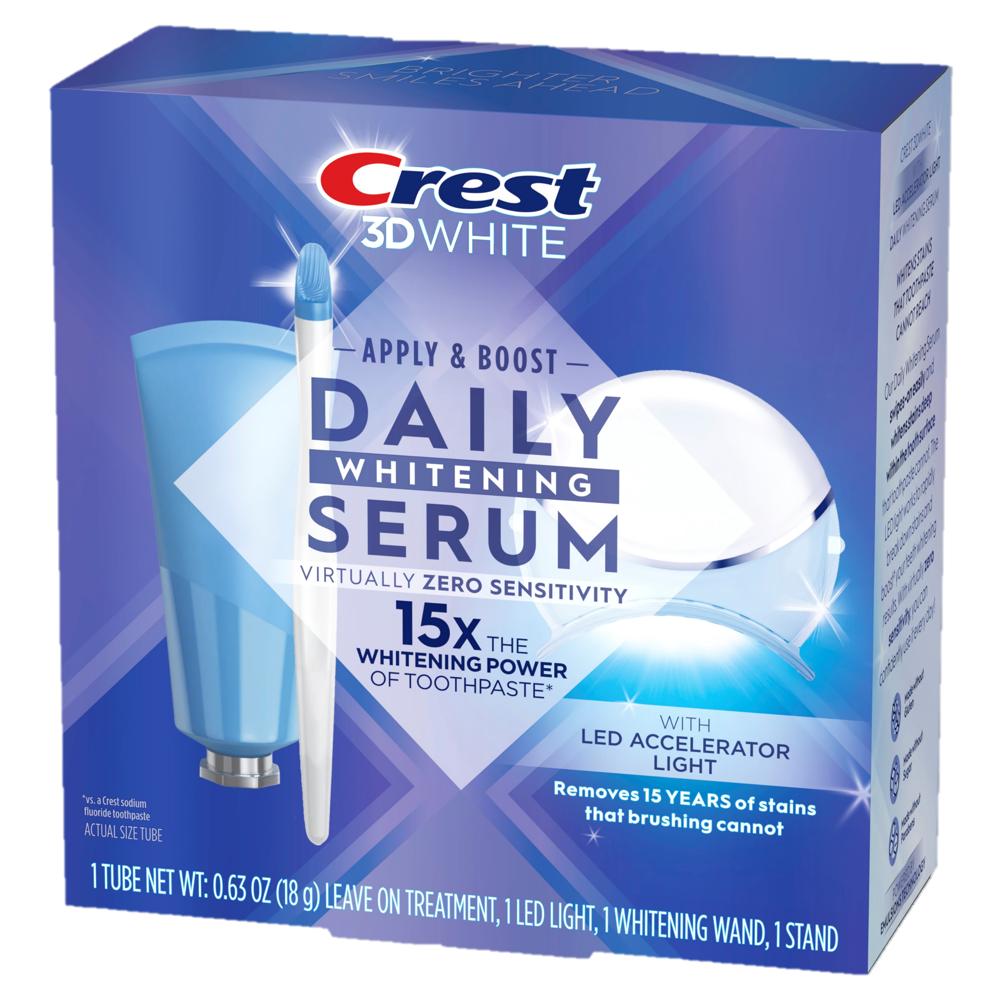 BRIGHTER
SMILES AHEAD
Crest
3DWHITE
APPLY & BOOST
DAILY
WHITENING
SERUM
VIRTUALLY ZERO SENSITIVITY
15X THE
WHITENING POWER
OF TOOTHPASTE*
WITH
LED ACCELERATOR
LIGHT
Removes 15 YEARS of stains
that brushing cannot
*vs. a Crest sodium
fluoride toothpaste
ACTUAL SIZE TUBE
1 TUBE NET WT: 0.63 OZ (18 g) LEAVE ON TREATMENT, 1 LED LIGHT, 1 WHITENING WAND, 1 STAND
CREST 3DWHITE
WITH
LED ACCELERATOR LIGHT
DAILY WHITENING SERUM
WHITENS STAINS
THAT TOOTHPASTE
CANNOT REACH
Our Daily Whitening Serum
swipes-on easily and
whitens stains deep
within the tooth surface
that toothpaste cannot. The
LED light works to rapidly
break down stains and
boost your teeth whitening
results. With virtually zero
sensitivity, you can
confidently use it every day!
Made without
Gluten
Made without
Sugar
Made without
Parabens
POWERED BY
EMULSIONS TECHNOLOGY